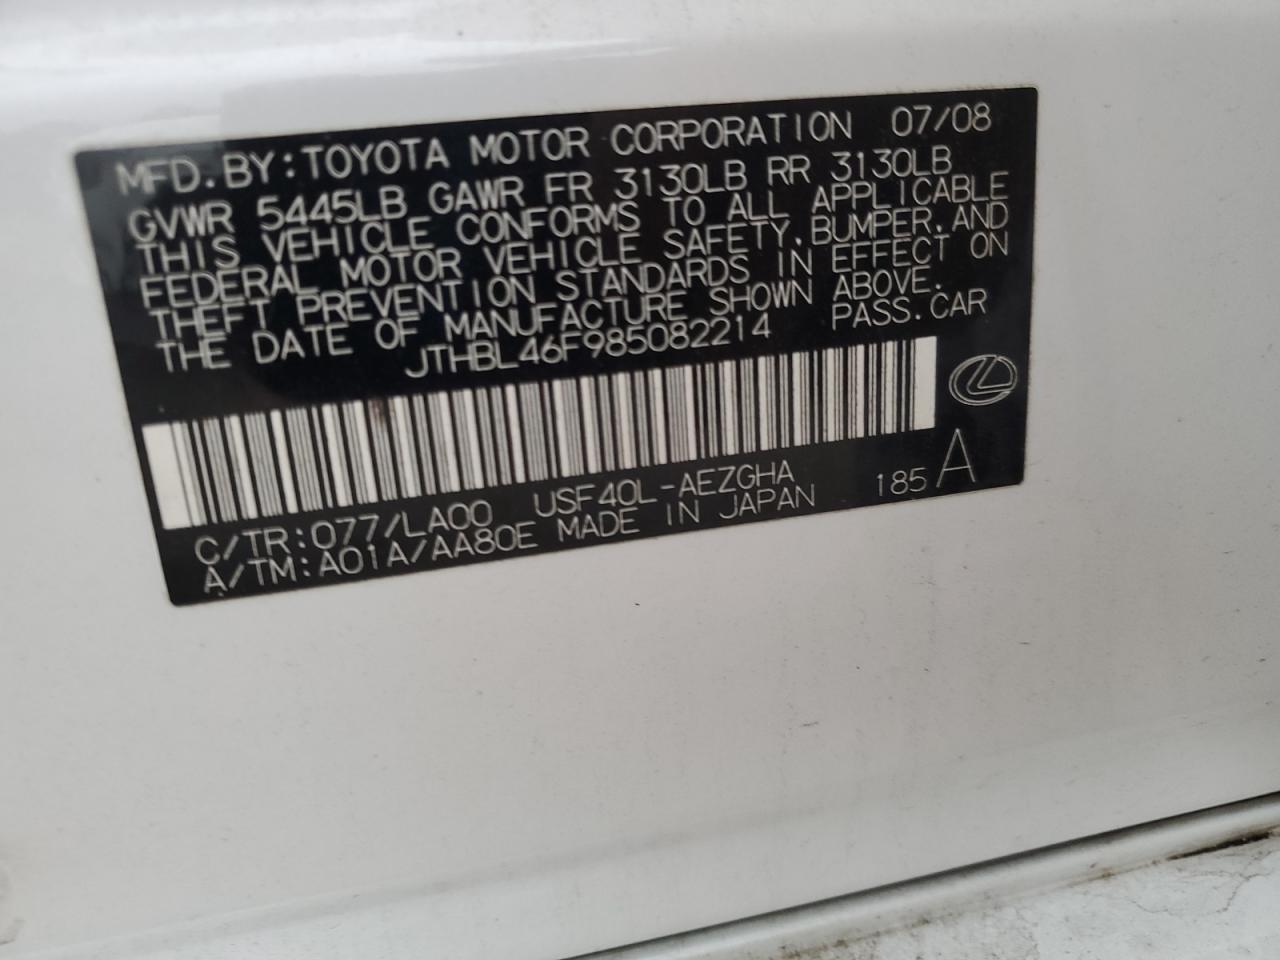 MFD. BY: TOYOTA MOTOR CORPORATION 07/08
GVWR 5445LB GAWR FR 3130LB RR 3130LB
THIS VEHICLE CONFORMS TO ALL APPLICABLE
FEDERAL MOTOR VEHICLE SAFETY, BUMPER, AND
THEFT PREVENTION STANDARDS IN EFFECT ON
THE DATE OF MANUFACTURE SHOWN ABOVE.
JTHBL46F985082214 PASS. CAR
C/TR: 077/LA00 USF40L-AEZGHA 185 A
A/TM: A01A/AA80E MADE IN JAPAN